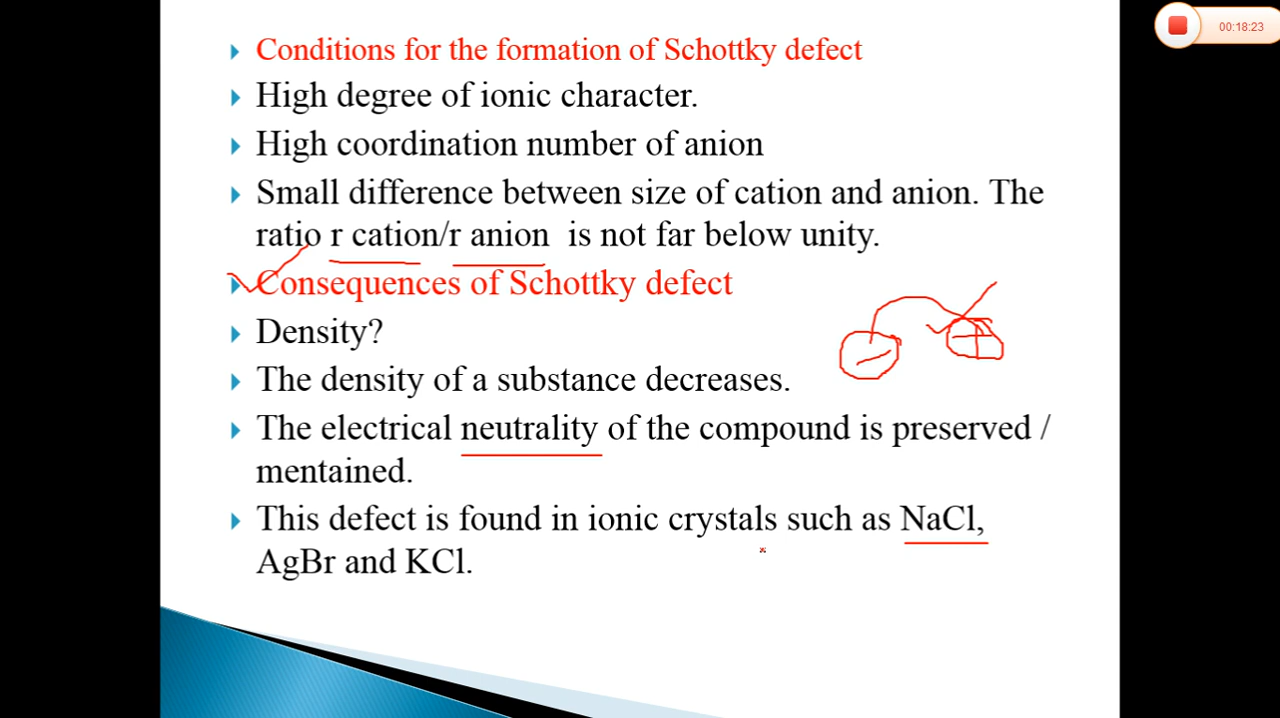 00:18:23
Conditions for the formation of Schottky defect
High degree of ionic character.
High coordination number of anion
Small difference between size of cation and anion. The
ratio r cation/r anion is not far below unity.
Consequences of Schottky defect
Density?
The density of a substance decreases.
The electrical neutrality of the compound is preserved /
mentained.
This defect is found in ionic crystals such as NaCl,
AgBr and KCl.